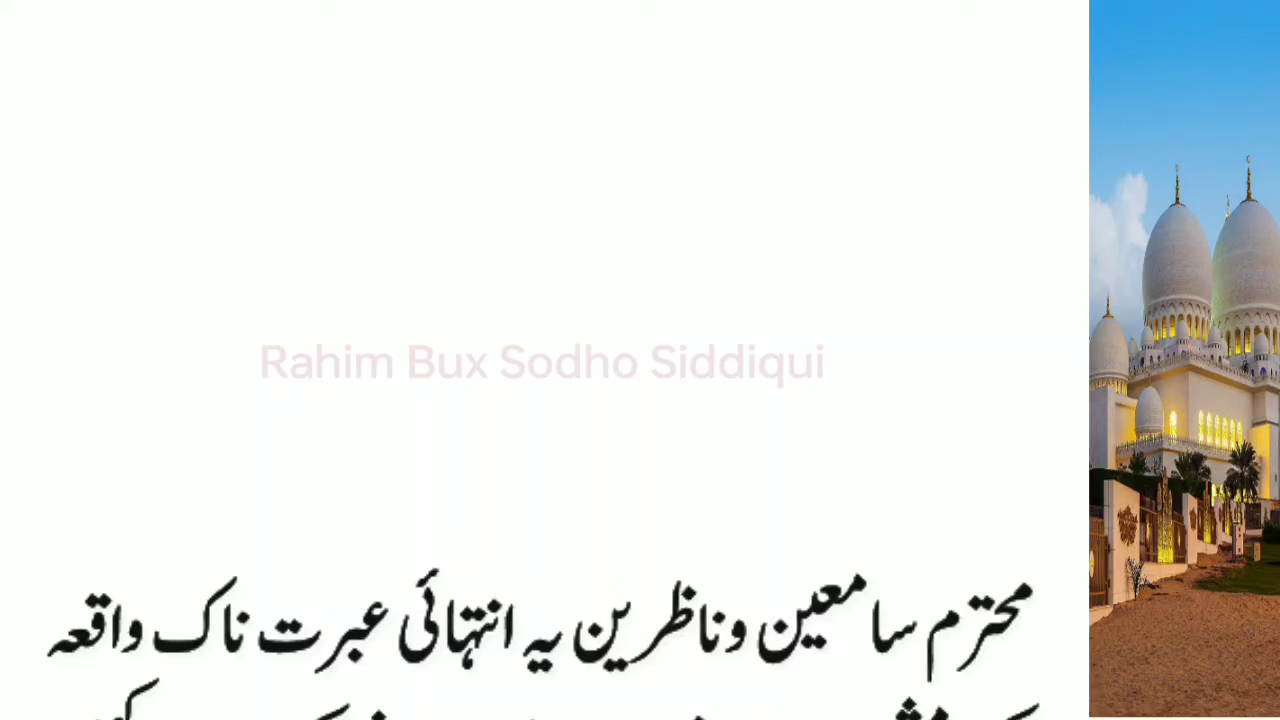 Rahim Bux Sodho Siddiqui
محترم سامعین وناظرین یہ انتہائی عبرت ناک واقعہ